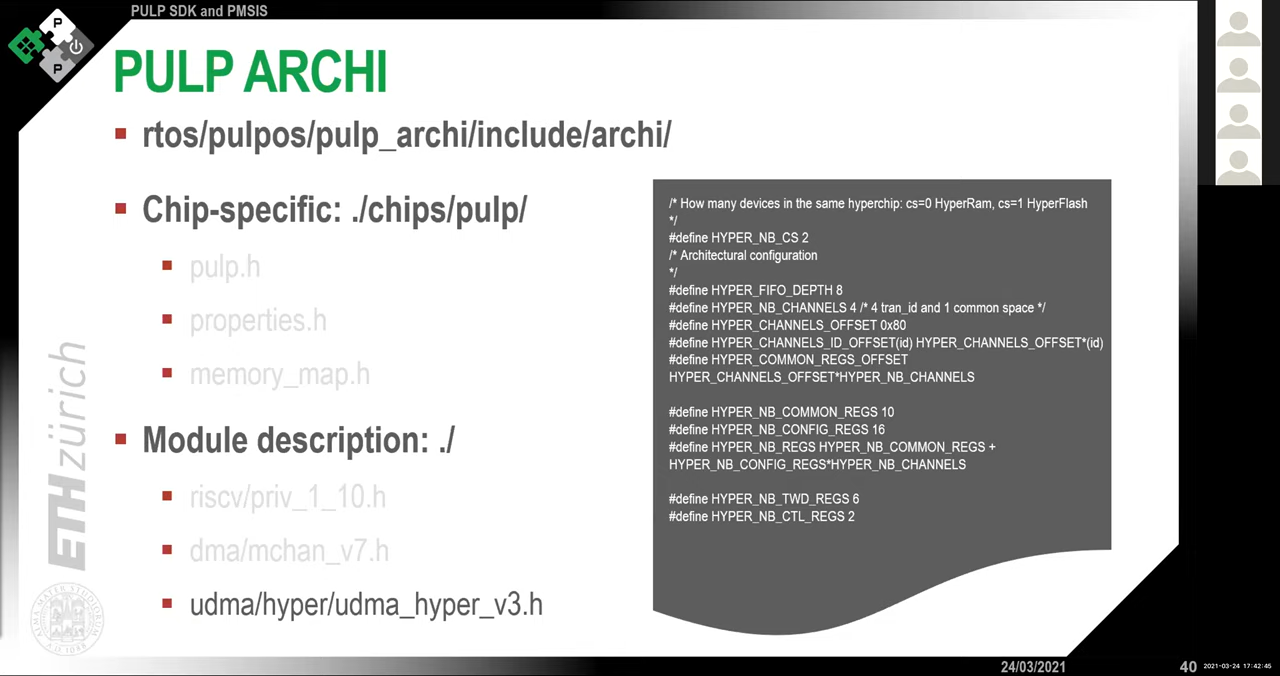 PULP SDK and PMSIS
P
P
PULP ARCHI
rtos/pulpos/pulp_archi/include/archi/
Chip-specific: ./chips/pulp/
pulp.h
properties.h
memory_map.h
Module description: ./
riscv/priv_1_10.h
dma/mchan_v7.h
udma/hyper/udma_hyper_v3.h
/* How many devices in the same hyperchip: cs=0 HyperRam, cs=1 HyperFlash
*/
#define HYPER_NB_CS 2
/* Architectural configuration
*/
#define HYPER_FIFO_DEPTH 8
#define HYPER_NB_CHANNELS 4 /* 4 tran_id and 1 common space */
#define HYPER_CHANNELS_OFFSET 0x80
#define HYPER_CHANNELS_ID_OFFSET(id) HYPER_CHANNELS_OFFSET*(id)
#define HYPER_COMMON_REGS_OFFSET
HYPER_CHANNELS_OFFSET*HYPER_NB_CHANNELS
#define HYPER_NB_COMMON_REGS 10
#define HYPER_NB_CONFIG_REGS 16
#define HYPER_NB_REGS HYPER_NB_COMMON_REGS +
HYPER_NB_CONFIG_REGS*HYPER_NB_CHANNELS
#define HYPER_NB_TWD_REGS 6
#define HYPER_NB_CTL_REGS 2
ETH zürich
24/03/2021
40
2021-03-24 17:42:45